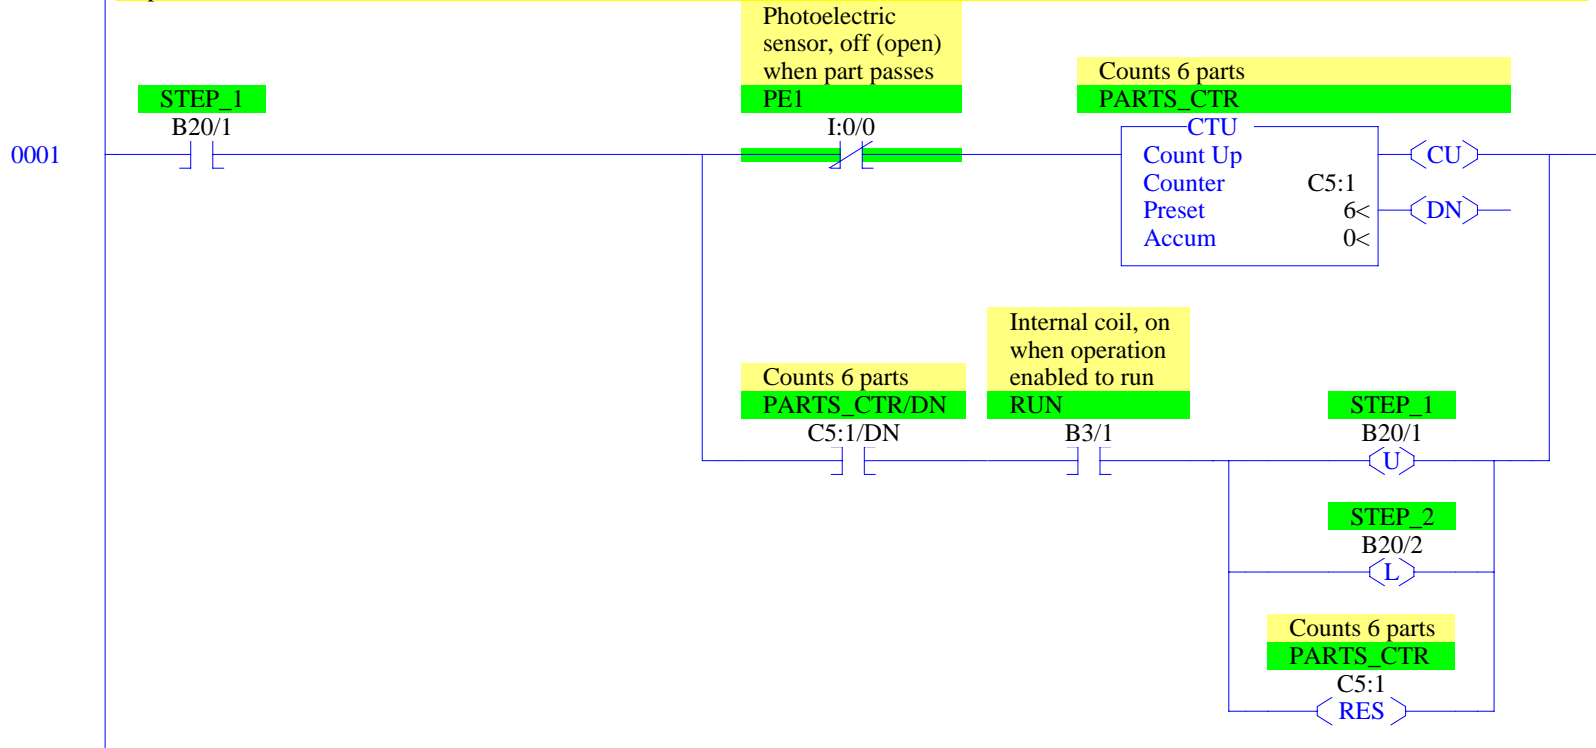 Photoelectric
sensor, off (open)
when part passes
PE1
I:0/0
Counts 6 parts
PARTS_CTR
STEP_1
B20/1
0001
CTU
Count Up
Counter C5:1
Preset 6<
Accum 0<
CU
DN
Internal coil, on
when operation
enabled to run
RUN
B3/1
Counts 6 parts
PARTS_CTR/DN
C5:1/DN
STEP_1
B20/1
U
STEP_2
B20/2
L
Counts 6 parts
PARTS_CTR
C5:1
RES